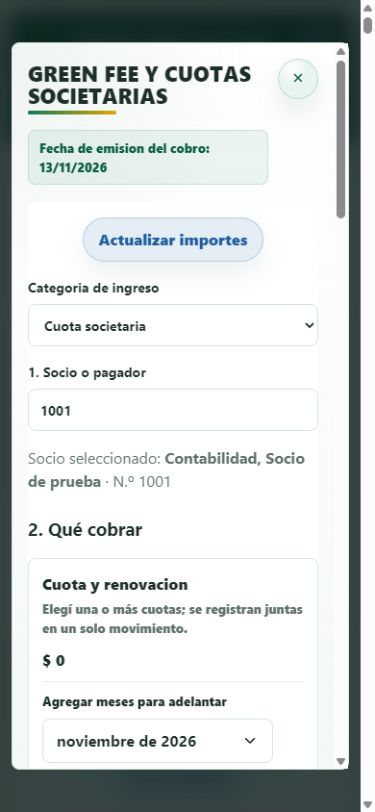 GREEN FEE Y CUOTAS
SOCIETARIAS
×
Fecha de emision del cobro:
13/11/2026
Actualizar importes
Categoria de ingreso
Cuota societaria
1. Socio o pagador
1001
Socio seleccionado: Contabilidad, Socio
de prueba · N.º 1001
2. Qué cobrar
Cuota y renovacion
Elegí una o más cuotas; se registran juntas
en un solo movimiento.
$ 0
Agregar meses para adelantar
noviembre de 2026